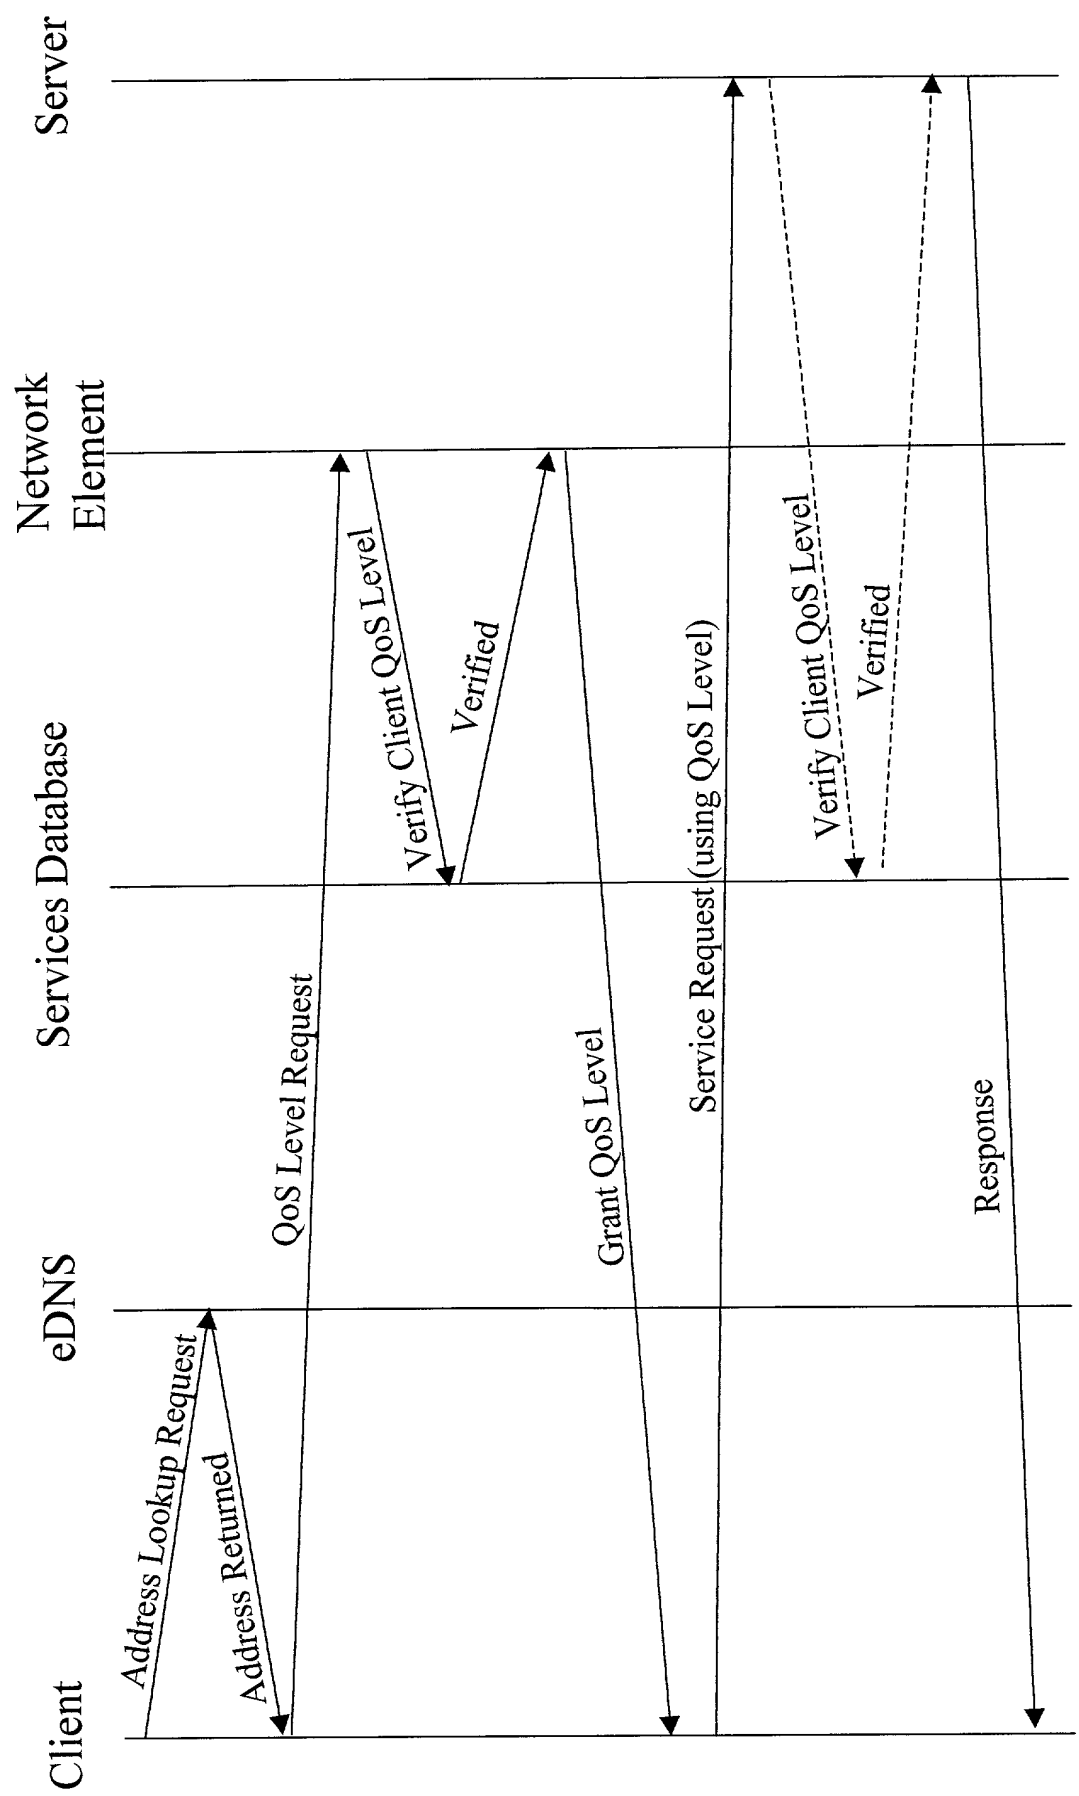 Client
eDNS
Services Database
Network
Element
Server
Address Lookup Request
Address Returned
QoS Level Request
Verify Client QoS Level
Verified
Grant QoS Level
Service Request (using QoS Level)
Verify Client QoS Level
Verified
Response